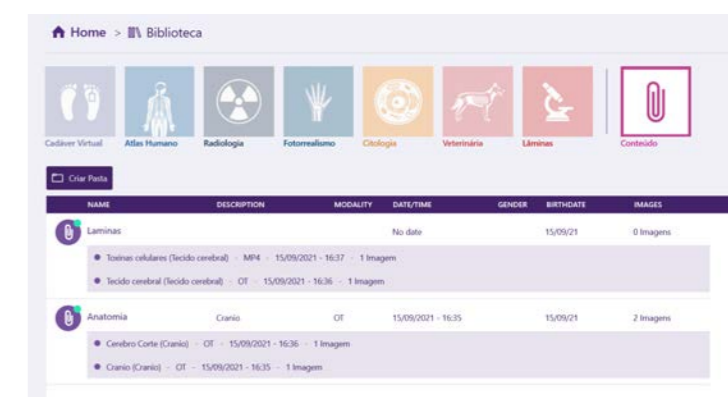 Home > Biblioteca
Cadáver Virtual Atlas Humano Radiologia Fotorrealismo Citologia Veterinária Lâminas Conteúdo
Criar Pasta
NAME DESCRIPTION MODALITY DATE/TIME GENDER BIRTHDATE IMAGES
Laminas No date 15/09/21 0 Imagens
Toxinas celulares (Tecido cerebral) - MP4 - 15/09/2021 - 16:37 - 1 Imagem
Tecido cerebral (Tecido cerebral) - OT - 15/09/2021 - 16:36 - 1 Imagem
Anatomia Cranio OT 15/09/2021 - 16:35 15/09/21 2 Imagens
Cerebro Corte (Cranio) - OT - 15/09/2021 - 16:36 - 1 Imagem
Cranio (Cranio) - OT - 15/09/2021 - 16:35 - 1 Imagem